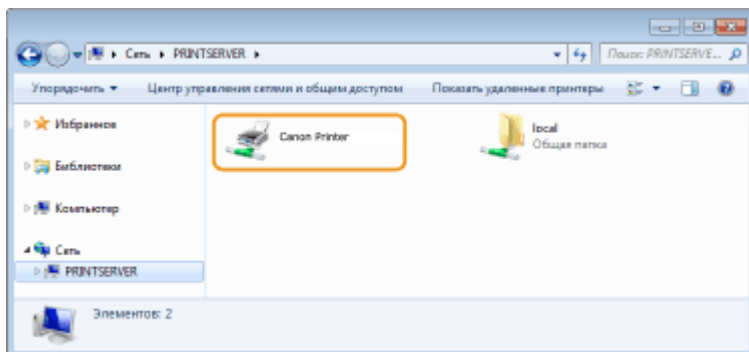 Сеть PRINTSERVER
Поиск: PRINTSERVE...
Упорядочить Центр управления сетями и общим доступом Показать удаленные принтеры
Избранное
Canon Printer
local
Общая папка
Библиотеки
Компьютер
Сеть
PRINTSERVER
Элементов: 2